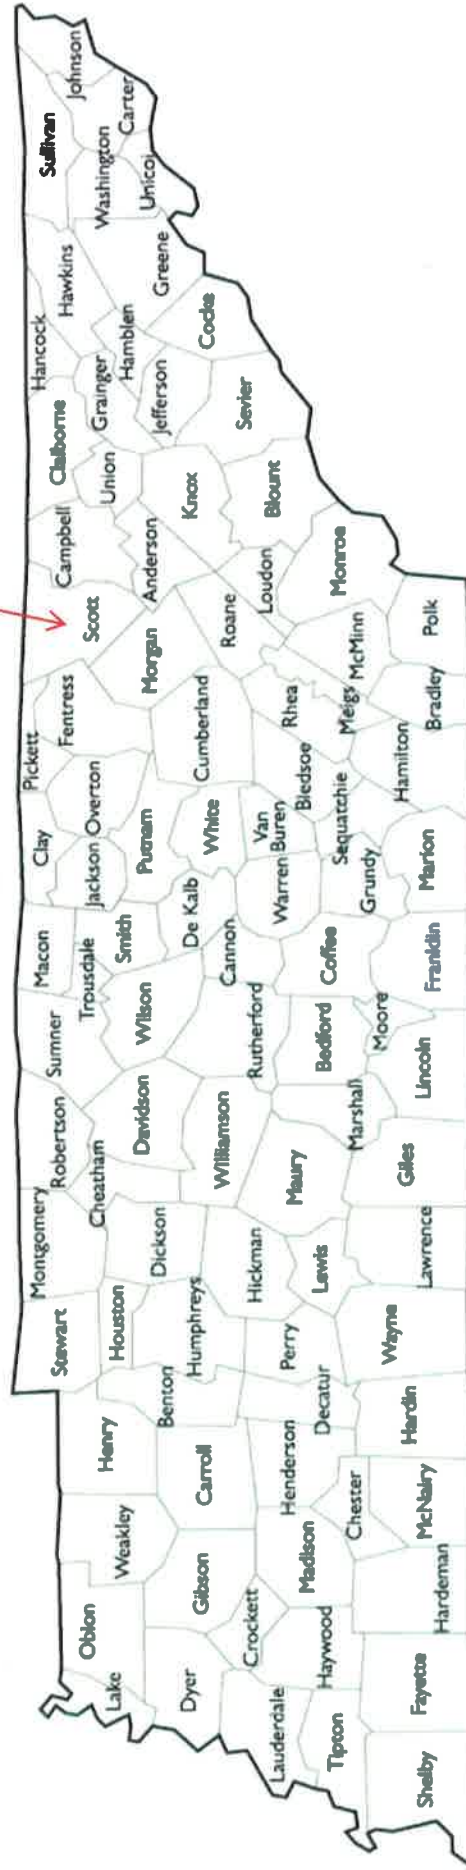 Lake
Obion
Weakley
Henry
Stewart
Montgomery
Robertson
Sumner
Macon
Clay
Pickett
Fentress
Scott
Campbell
Claiborne
Hancock
Hawkins
Sullivan
Johnson
Dyer
Gibson
Carroll
Benton
Houston
Humphreys
Dickson
Cheatham
Davidson
Wilson
Trousdale
Smith
Jackson
Overton
Putnam
Morgan
Anderson
Union
Grainger
Hamblen
Greene
Washington
Unicoi
Carter
Lauderdale
Crockett
Haywood
Madison
Henderson
Decatur
Perry
Hickman
Lewis
Williamson
Maury
Rutherford
Cannon
De Kalb
White
Van
Buren
Warren
Cumberland
Bledsoe
Rhea
Roane
Loudon
Knox
Jefferson
Sevier
Cocke
Blount
Tipton
Shelby
Fayette
Hardeman
Chester
McNairy
Hardin
Wayne
Lawrence
Giles
Marshall
Bedford
Lincoln
Moore
Coffee
Franklin
Grundy
Sequatchie
Marion
Hamilton
Meigs
McMinn
Bradley
Polk
Monroe